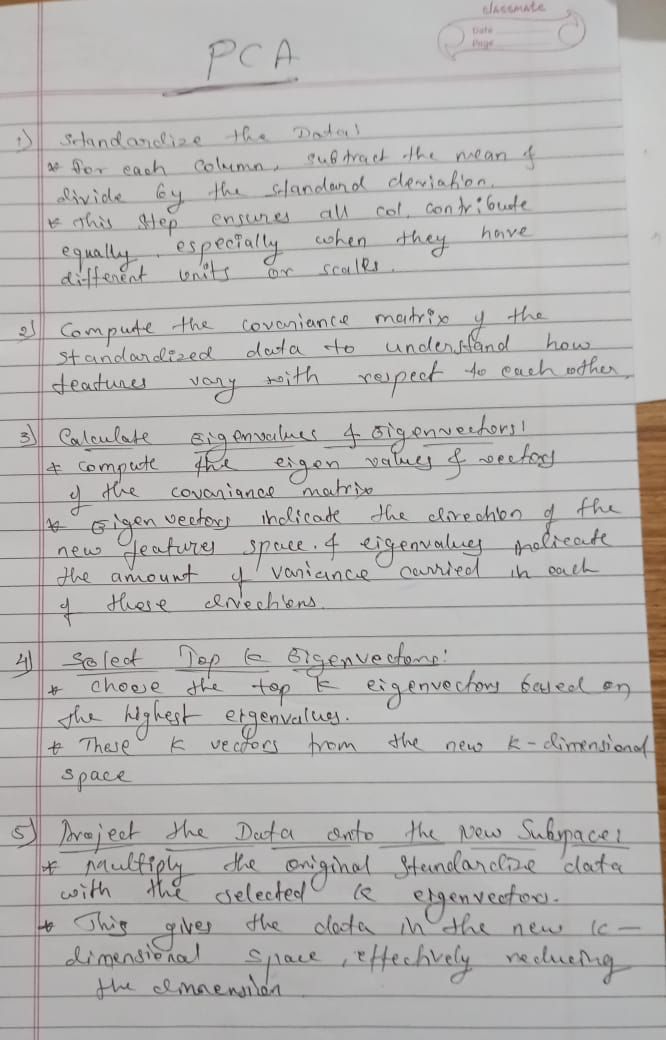 classmate
Date
Page
PCA
1) Standardize the Data:
* For each column, subtract the mean &
divide by the standard deviation.
* This step ensures all col. contribute
equally, especially when they have
different units or scales.
2) Compute the covariance matrix of the
standardized data to understand how
features vary with respect to each other.
3) Calculate Eigenvalues & Eigenvectors:
* compute the eigen values & vectors
of the covariance matrix
* Eigen vectors indicate the direction of the
new features space. & eigenvalues indicate
the amount of variance carried in each
of these directions.
4) Select Top K Eigenvectors:
* choose the top K eigenvectors based on
the highest eigenvalues.
* These K vectors from the new K-dimensional
space
5) Project the Data onto the New Subspace:
* Multiply the original Standardize data
with the selected K eigenvectors.
* This gives the data in the new K-
dimensional space, effectively reducing
the dimension